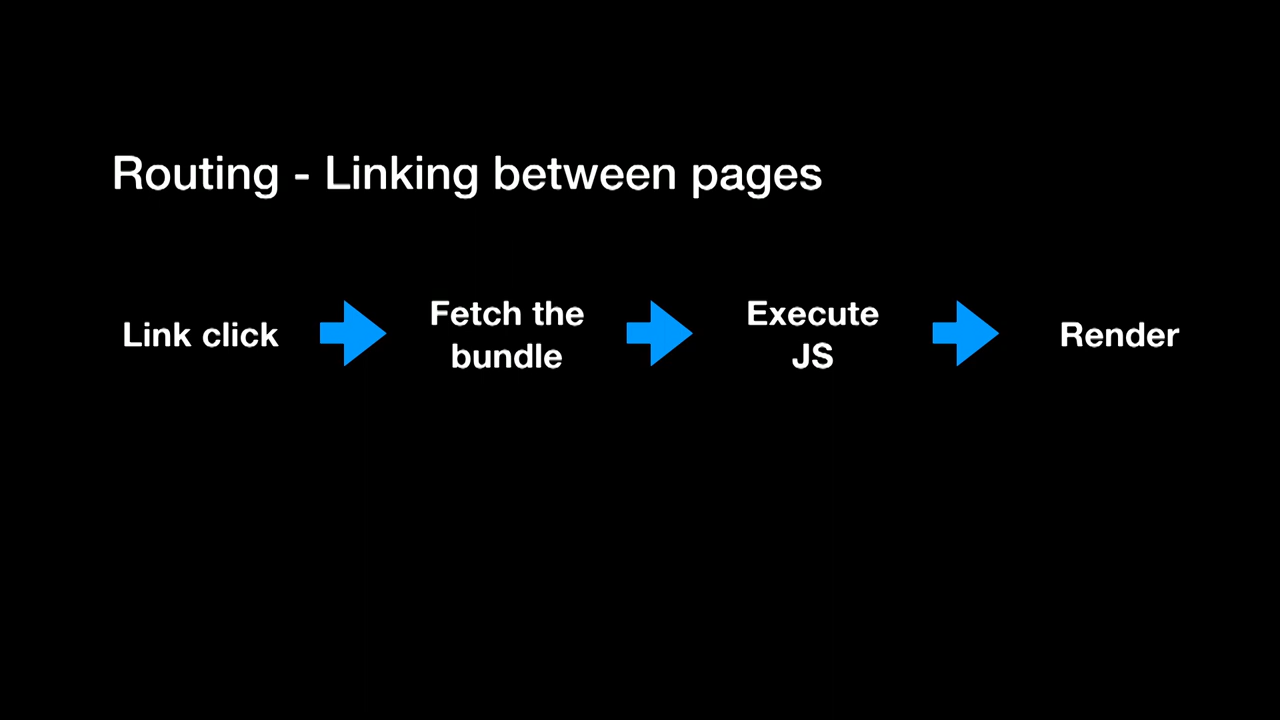 Routing - Linking between pages
Link click
Fetch the
bundle
Execute
JS
Render